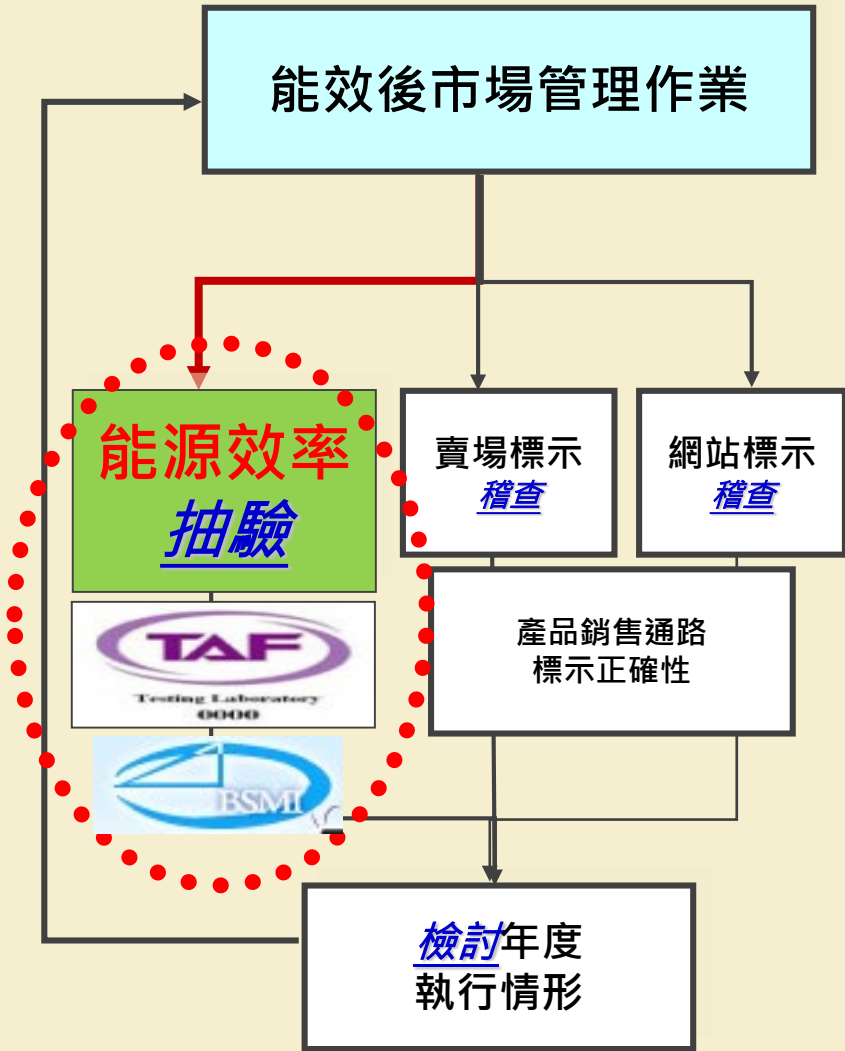 能效後市場管理作業
能源效率
抽驗
賣場標示
稽查
網站標示
稽查
TAF
Testing Laboratory
0000
產品銷售通路
標示正確性
BSMI
檢討年度
執行情形